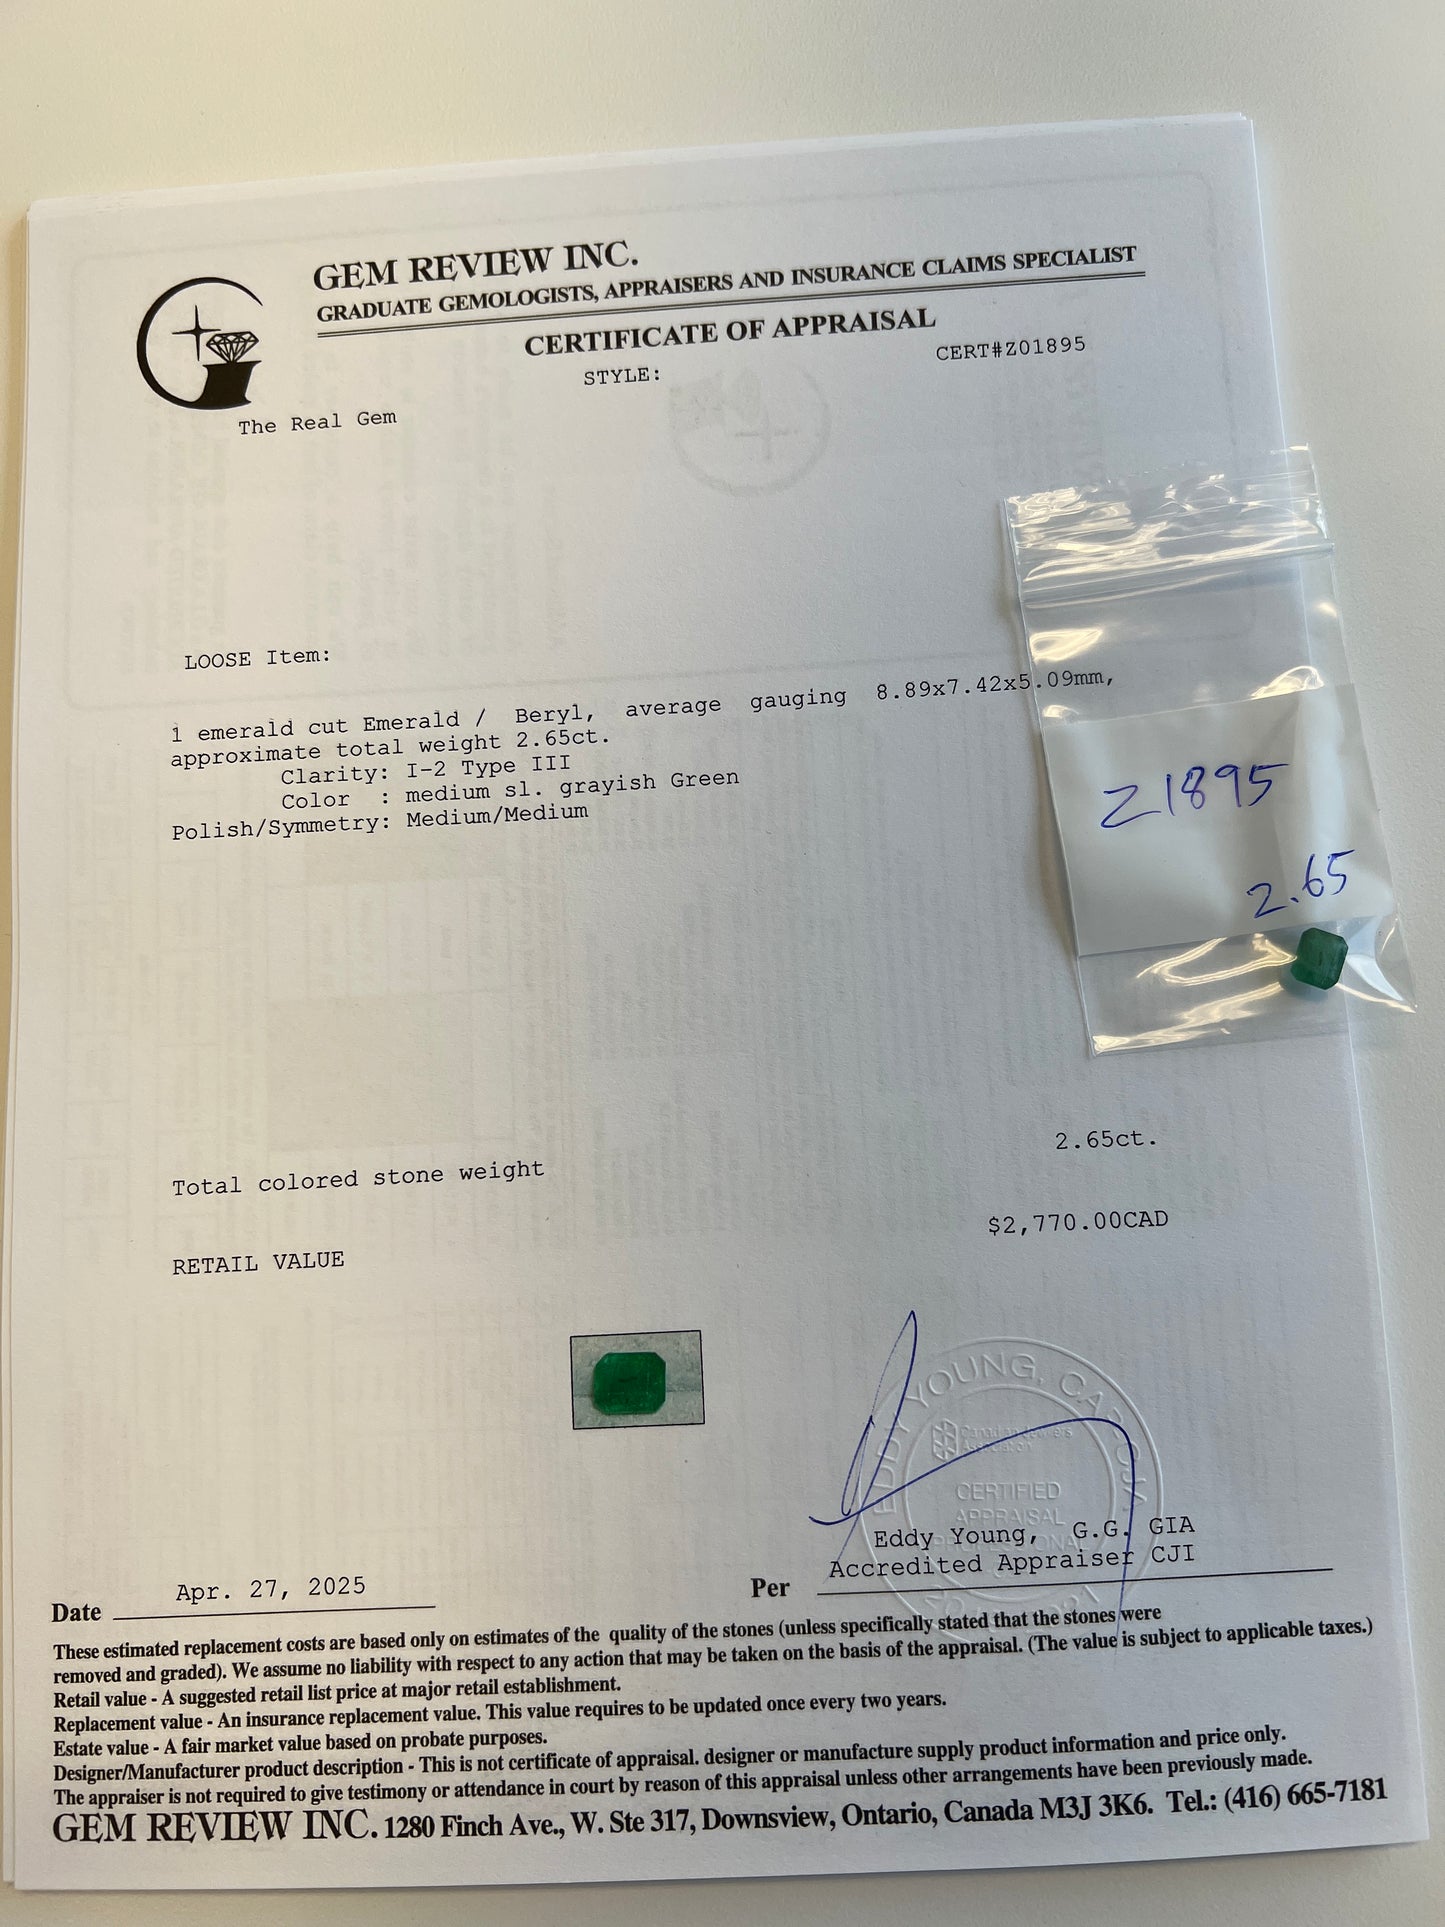 GEM REVIEW INC.
GRADUATE GEMOLOGISTS, APPRAISERS AND INSURANCE CLAIMS SPECIALIST
CERTIFICATE OF APPRAISAL
STYLE:
CERT#Z01895
The Real Gem
LOOSE Item:
1 emerald cut Emerald / Beryl, average gauging 8.89x7.42x5.09mm,
approximate total weight 2.65ct.
Clarity: I-2 Type III
Color : medium sl. grayish Green
Polish/Symmetry: Medium/Medium
Z1895
2.65
Total colored stone weight 2.65ct.
RETAIL VALUE $2,770.00CAD
EDDY YOUNG, CAP CJA
Canadian Jewellers
Association
CERTIFIED
APPRAISAL
PROFESSIONAL
Eddy Young, G.G. GIA
Accredited Appraiser CJI
Date Apr. 27, 2025
Per
These estimated replacement costs are based only on estimates of the quality of the stones (unless specifically stated that the stones were
removed and graded). We assume no liability with respect to any action that may be taken on the basis of the appraisal. (The value is subject to applicable taxes.)
Retail value - A suggested retail list price at major retail establishment.
Replacement value - An insurance replacement value. This value requires to be updated once every two years.
Estate value - A fair market value based on probate purposes.
Designer/Manufacturer product description - This is not certificate of appraisal. designer or manufacture supply product information and price only.
The appraiser is not required to give testimony or attendance in court by reason of this appraisal unless other arrangements have been previously made.
GEM REVIEW INC. 1280 Finch Ave., W. Ste 317, Downsview, Ontario, Canada M3J 3K6. Tel.: (416) 665-7181